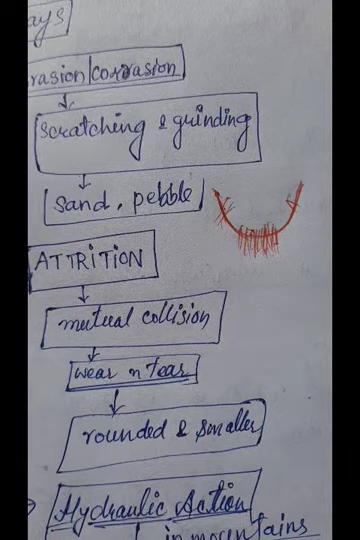 ays
rasion/corrasion
scratching & grinding
sand, pebble
ATTRITION
mutual collision
wear n tear
rounded & smaller
Hydraulic Action
in mountains